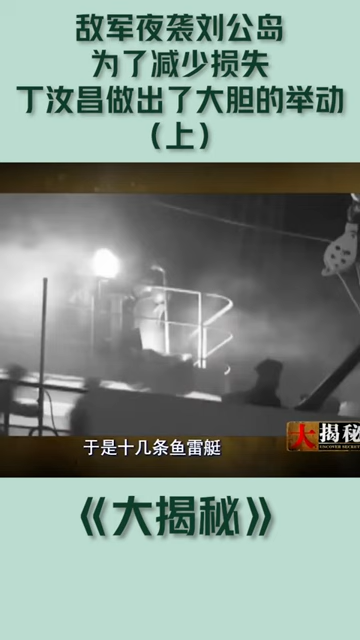 敌军夜袭刘公岛
为了减少损失
丁汝昌做出了大胆的举动
（上）
大揭秘
UNCOVER SECRET
于是十几条鱼雷艇
《大揭秘》